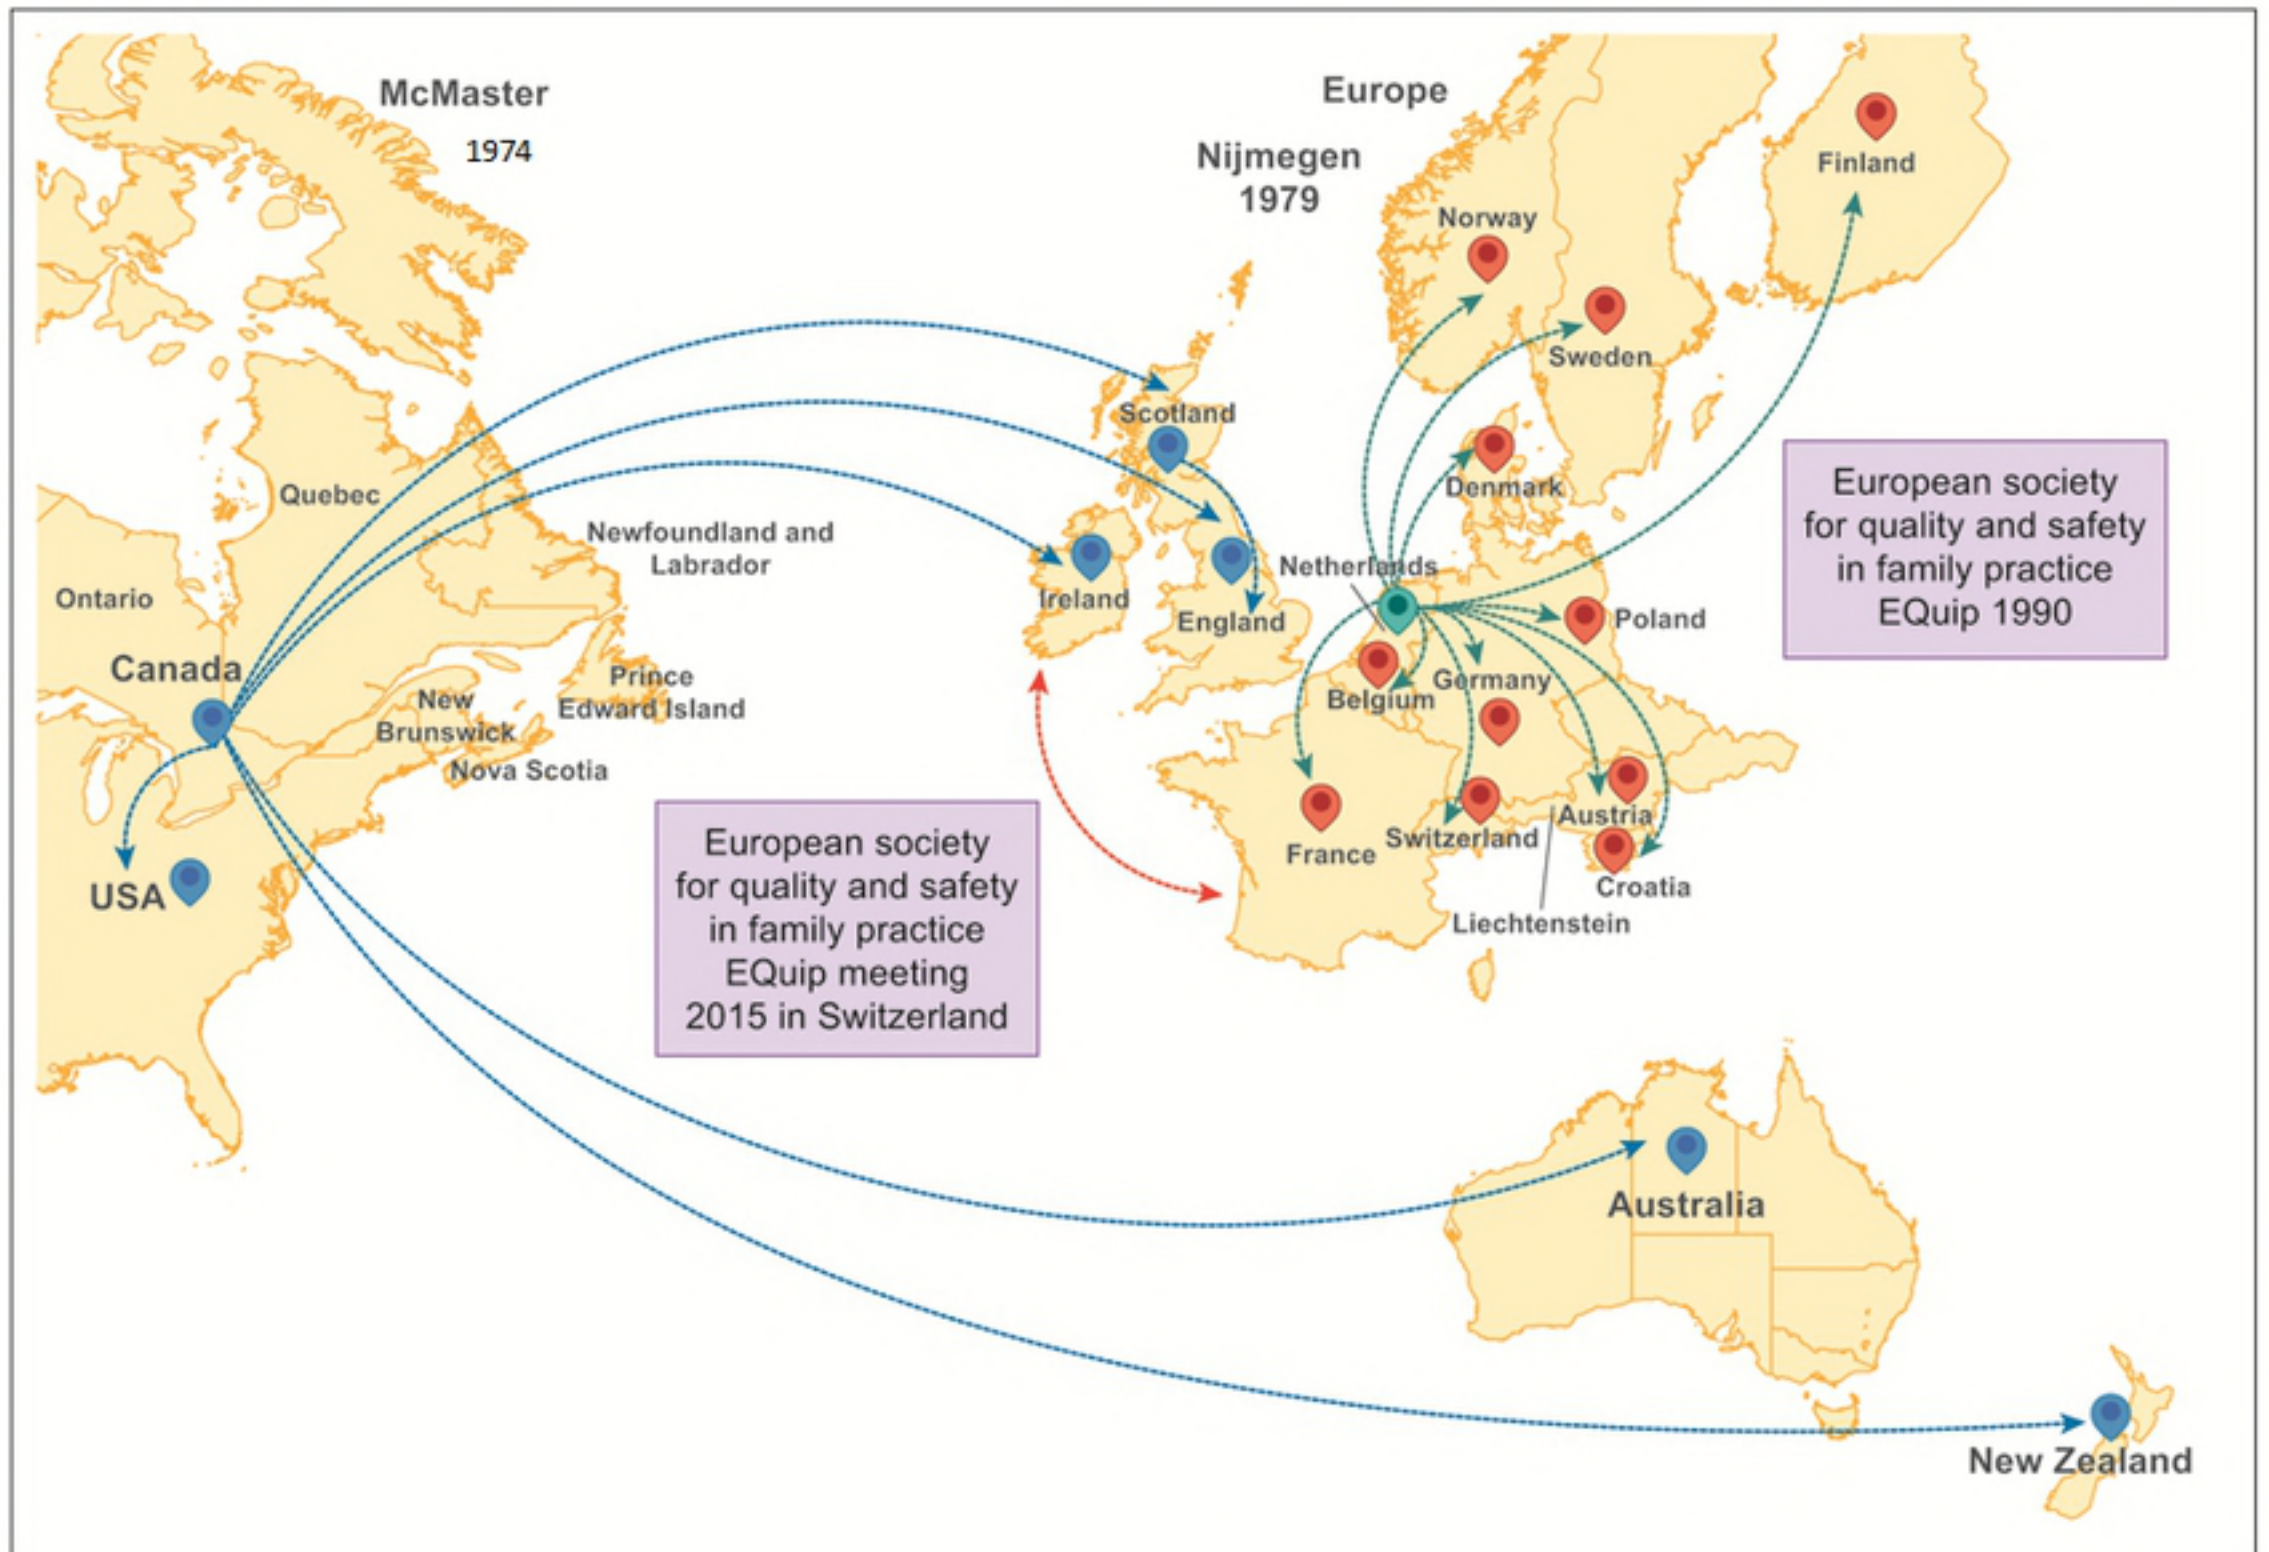 McMaster
1974
Europe
Nijmegen
1979
Finland
Norway
Sweden
Scotland
Denmark
Quebec
Newfoundland and
Labrador
Ontario
Netherlands
Ireland
England
Poland
European society
for quality and safety
in family practice
EQuip 1990
Canada
Prince
Edward Island
New
Brunswick
Nova Scotia
Belgium
Germany
USA
European society
for quality and safety
in family practice
EQuip meeting
2015 in Switzerland
France
Switzerland
Austria
Croatia
Liechtenstein
Australia
New Zealand